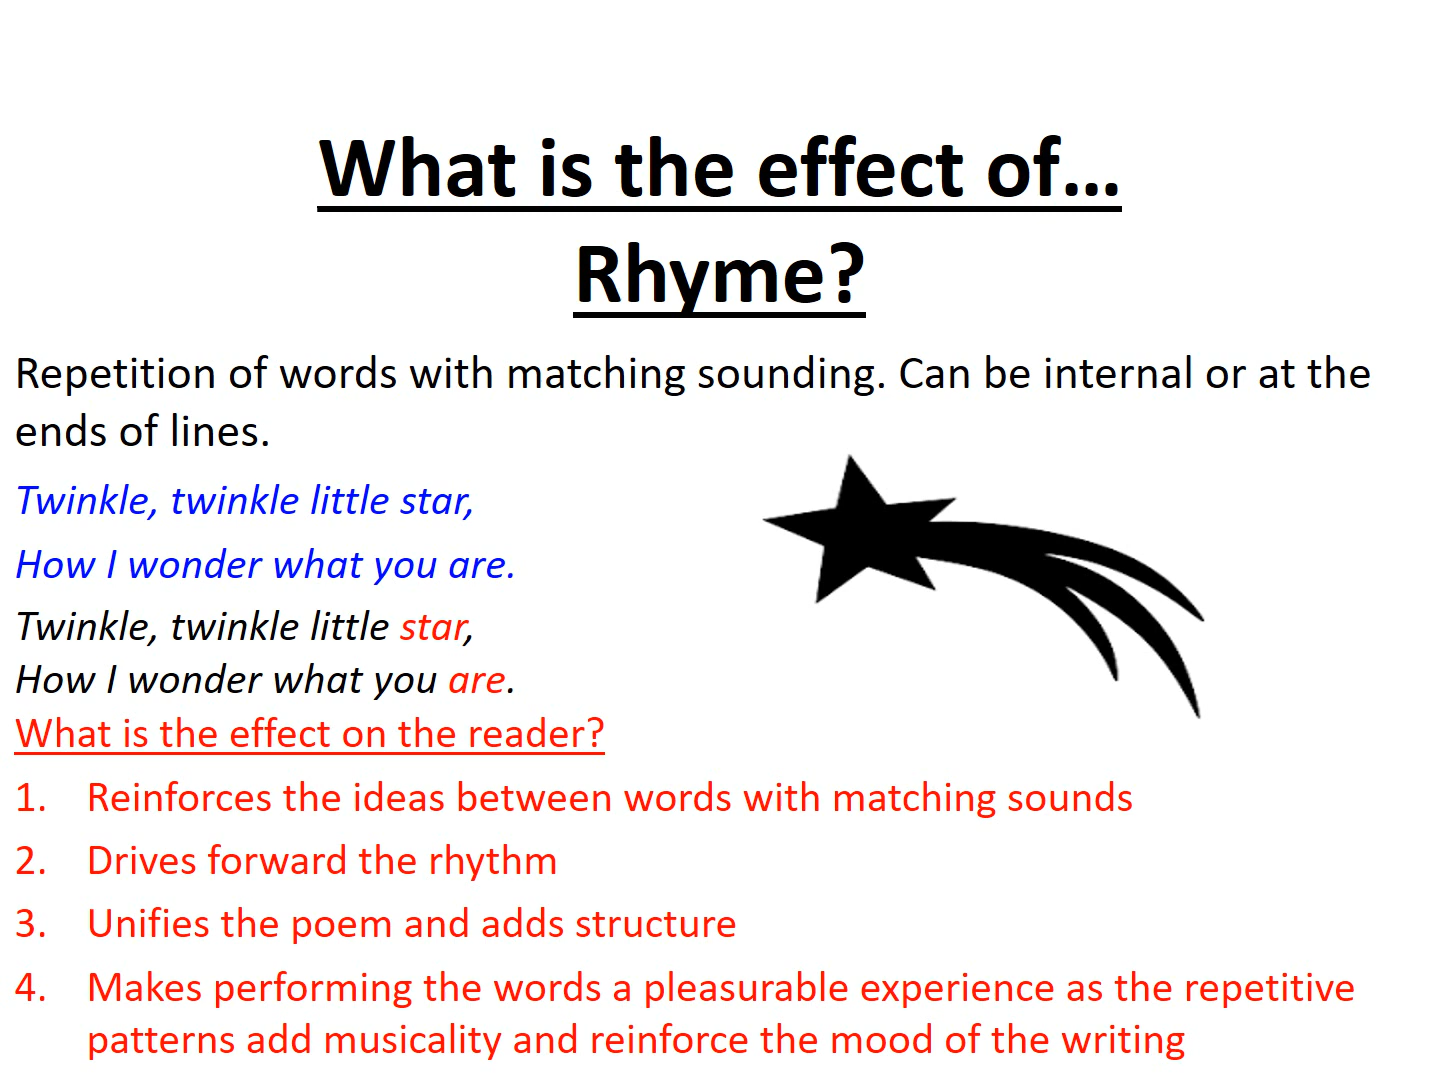 What is the effect of...
Rhyme?
Repetition of words with matching sounding. Can be internal or at the
ends of lines.
Twinkle, twinkle little star,
How I wonder what you are.
Twinkle, twinkle little star,
How I wonder what you are.
What is the effect on the reader?
1. Reinforces the ideas between words with matching sounds
2. Drives forward the rhythm
3. Unifies the poem and adds structure
4. Makes performing the words a pleasurable experience as the repetitive
patterns add musicality and reinforce the mood of the writing